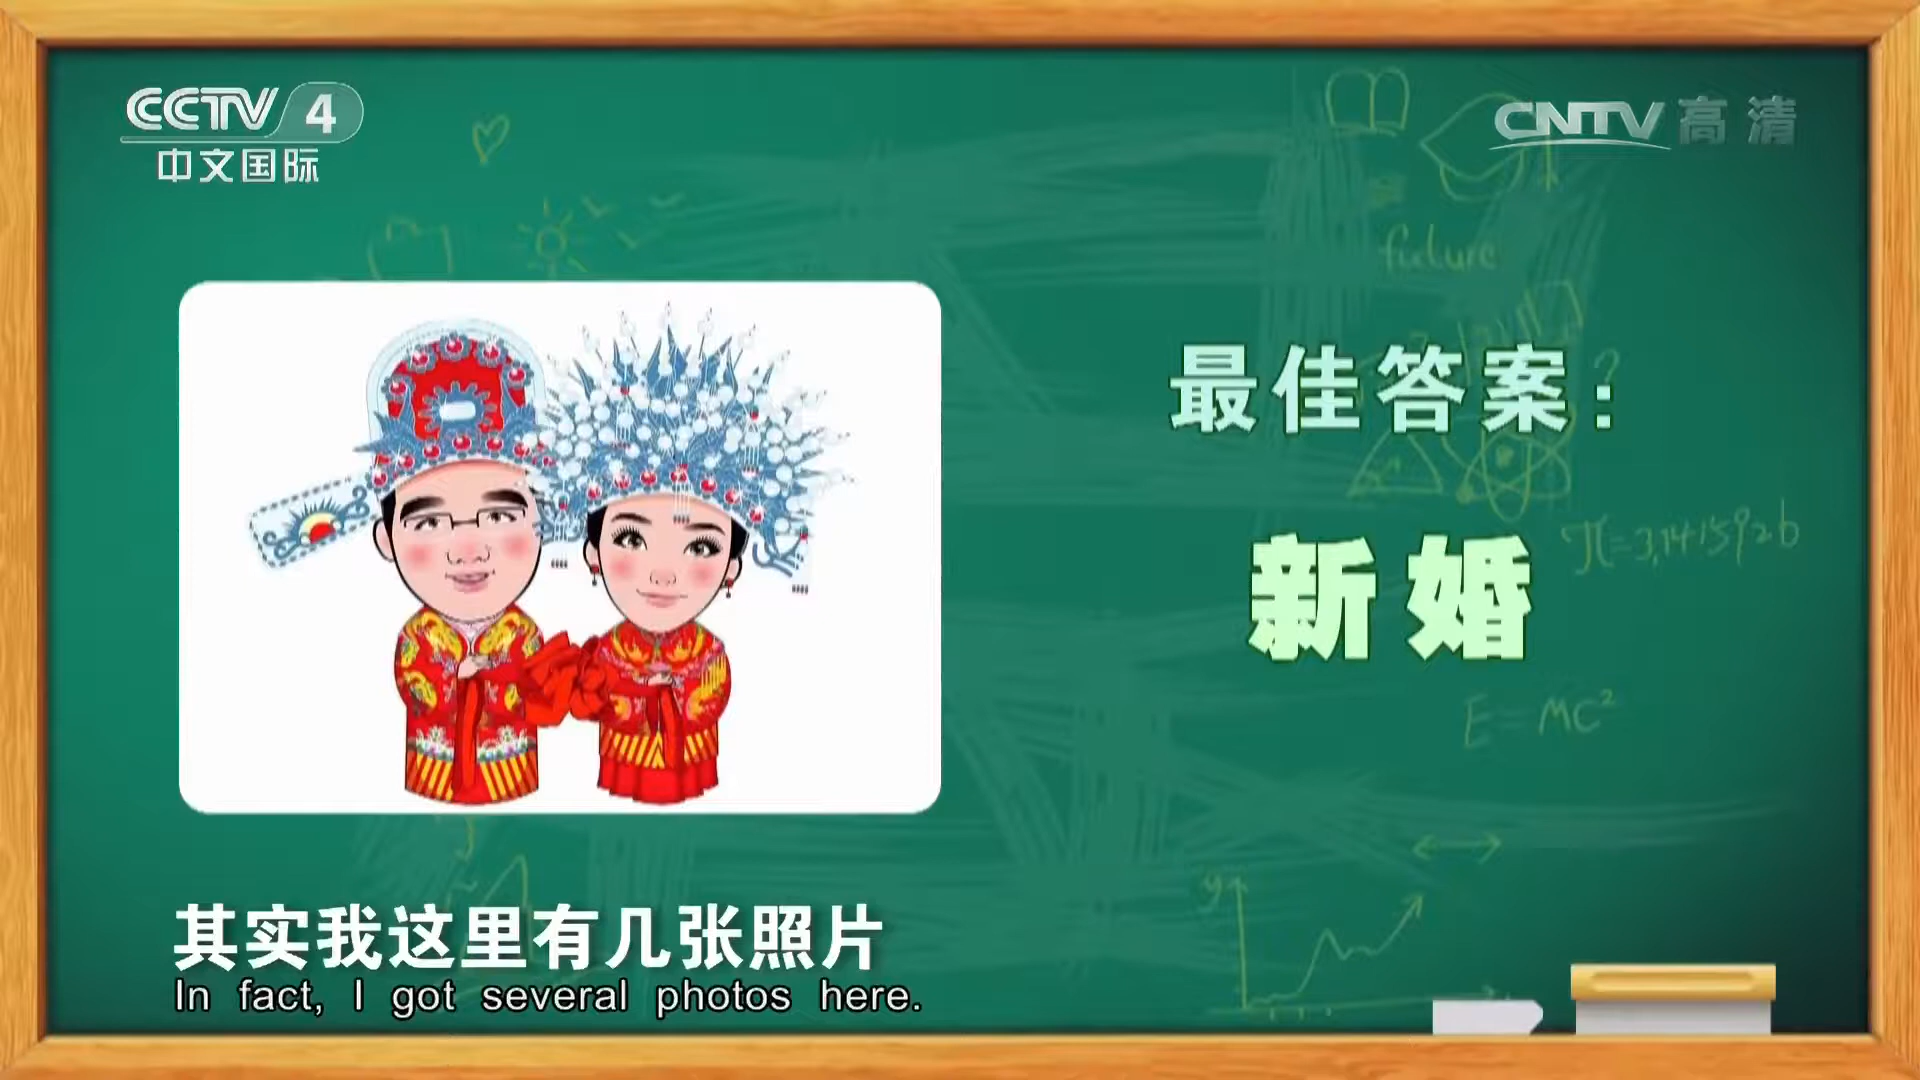 CCTV 4
中文国际
CNTV 高清
future
最佳答案：
?
新婚
π=3.1415926
E=MC²
y
其实我这里有几张照片
In fact, I got several photos here.